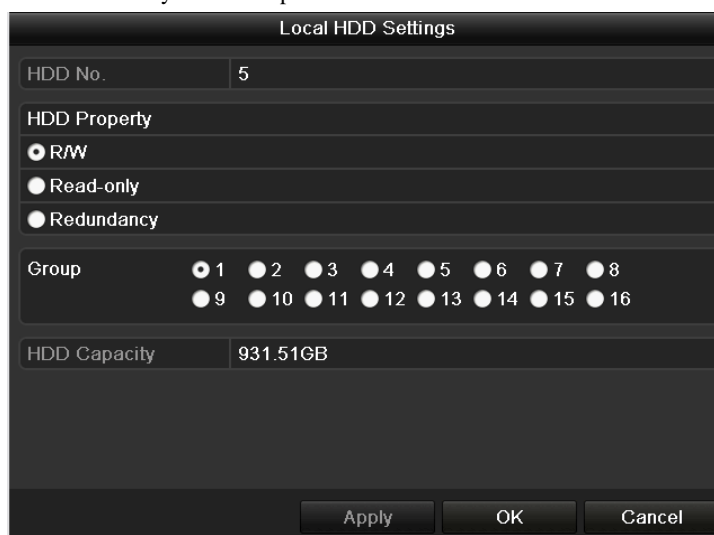 Local HDD Settings
HDD No. 5
HDD Property
R/W
Read-only
Redundancy
Group 1 2 3 4 5 6 7 8
9 10 11 12 13 14 15 16
HDD Capacity 931.51GB
Apply OK Cancel